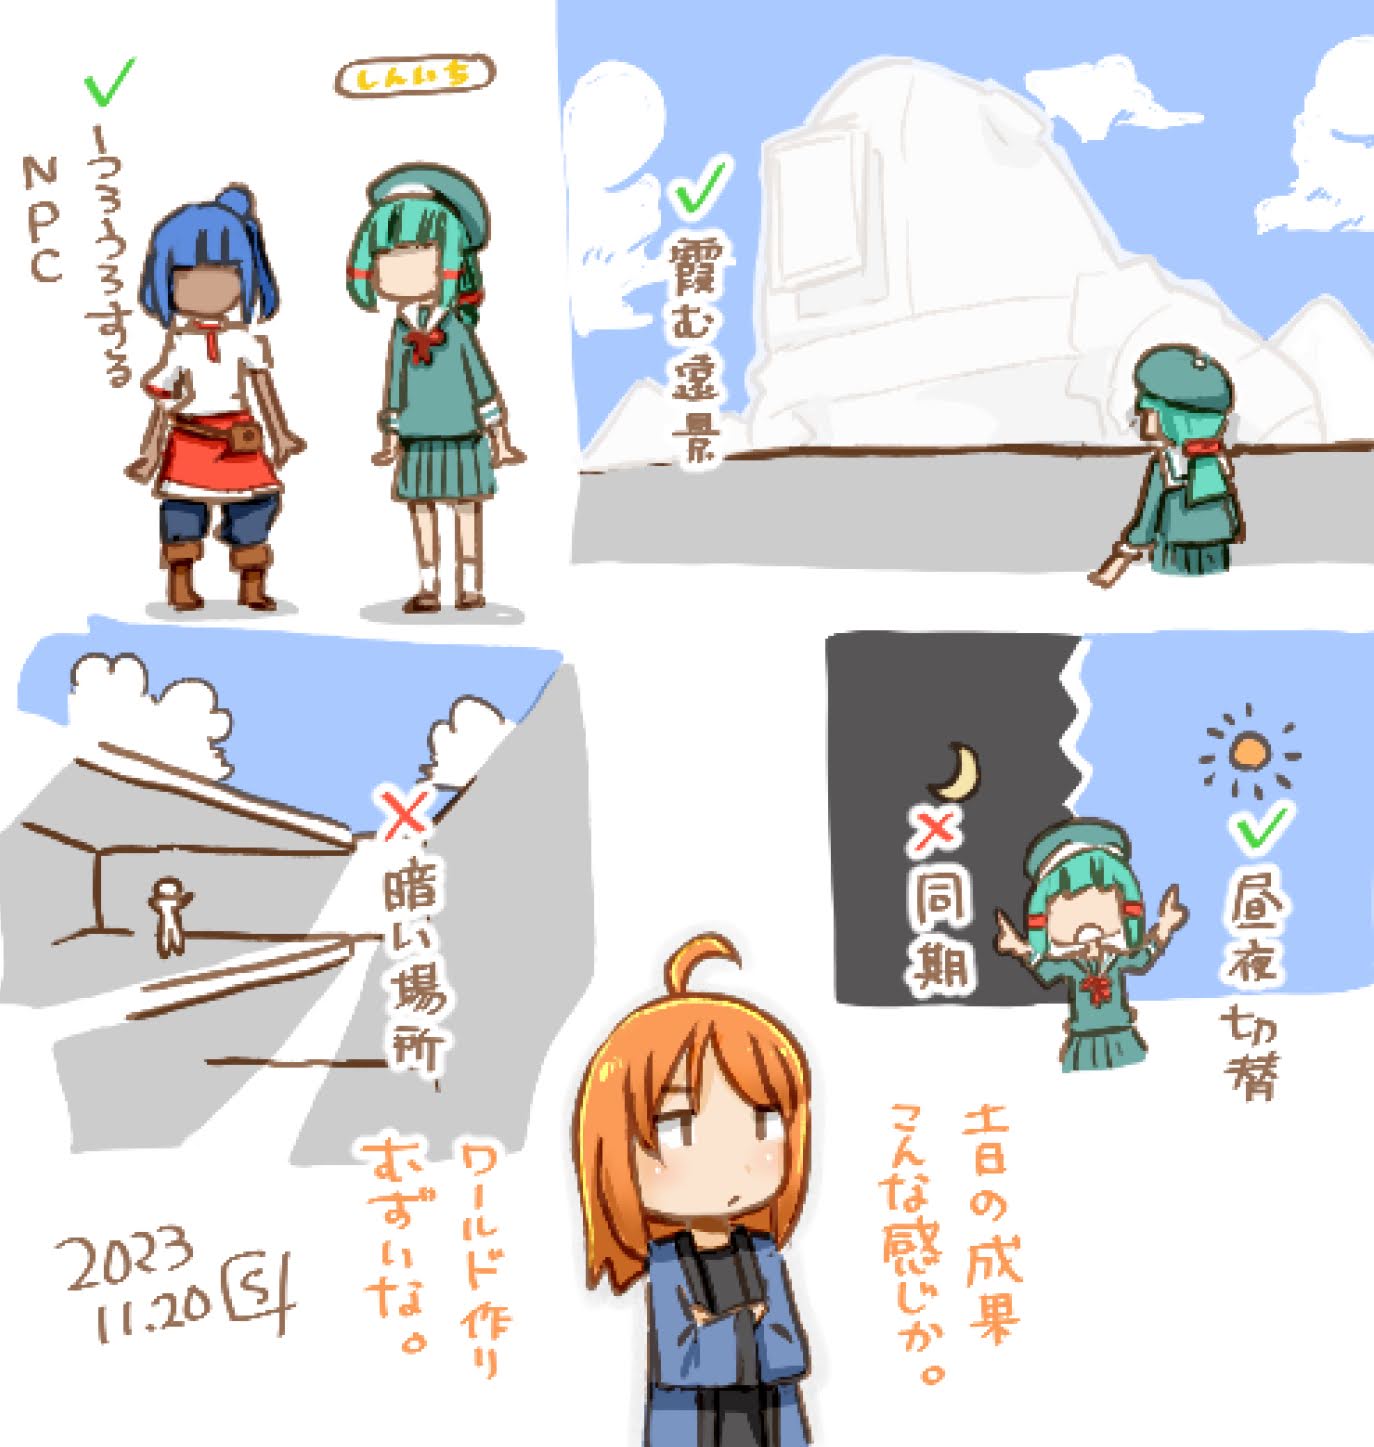 しんいち
うろうろする
NPC
霞む遠景
暗い場所
昼夜切替
同期
土日の成果
こんな感じか。
ワールド作り
むずいな。
2023
11.20 S